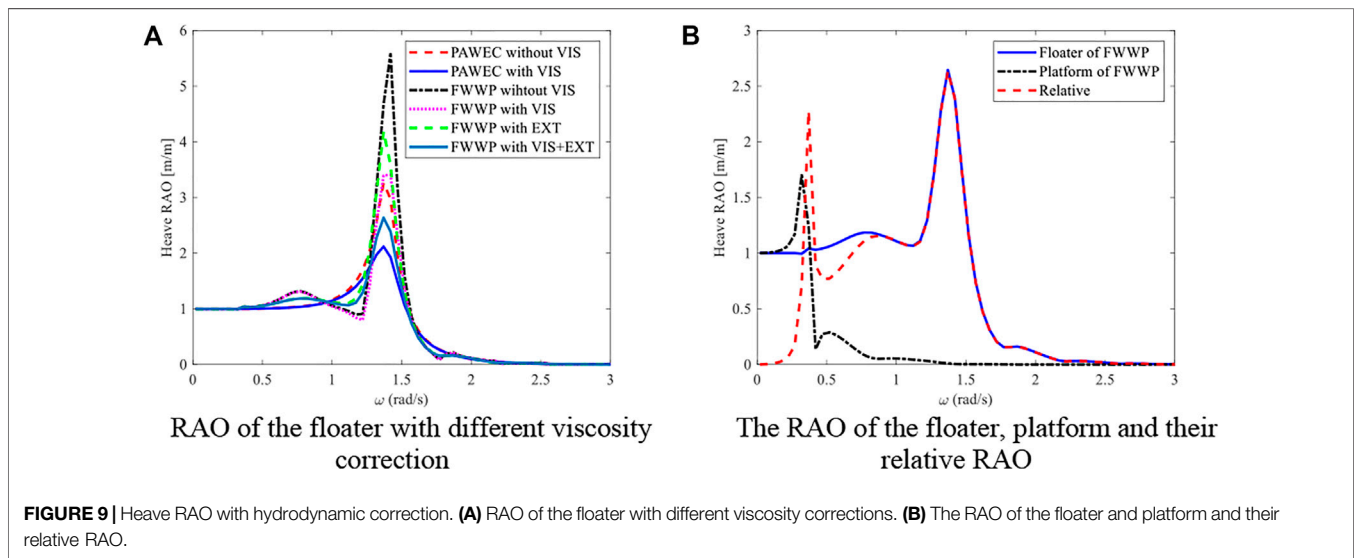 A
6
5
4
3
2
1
0
Heave RAO [m/m]
0
0.5
1
1.5
2
2.5
3
ω (rad/s)
PAWEC without VIS
PAWEC with VIS
FWWP wihtout VIS
FWWP with VIS
FWWP with EXT
FWWP with VIS+EXT
RAO of the floater with different viscosity
correction
B
3
2.5
2
1.5
1
0.5
0
Heave RAO [m/m]
0
0.5
1
1.5
2
2.5
3
ω (rad/s)
Floater of FWWP
Platform of FWWP
Relative
The RAO of the floater, platform and their
relative RAO
FIGURE 9 | Heave RAO with hydrodynamic correction. (A) RAO of the floater with different viscosity corrections. (B) The RAO of the floater and platform and their
relative RAO.